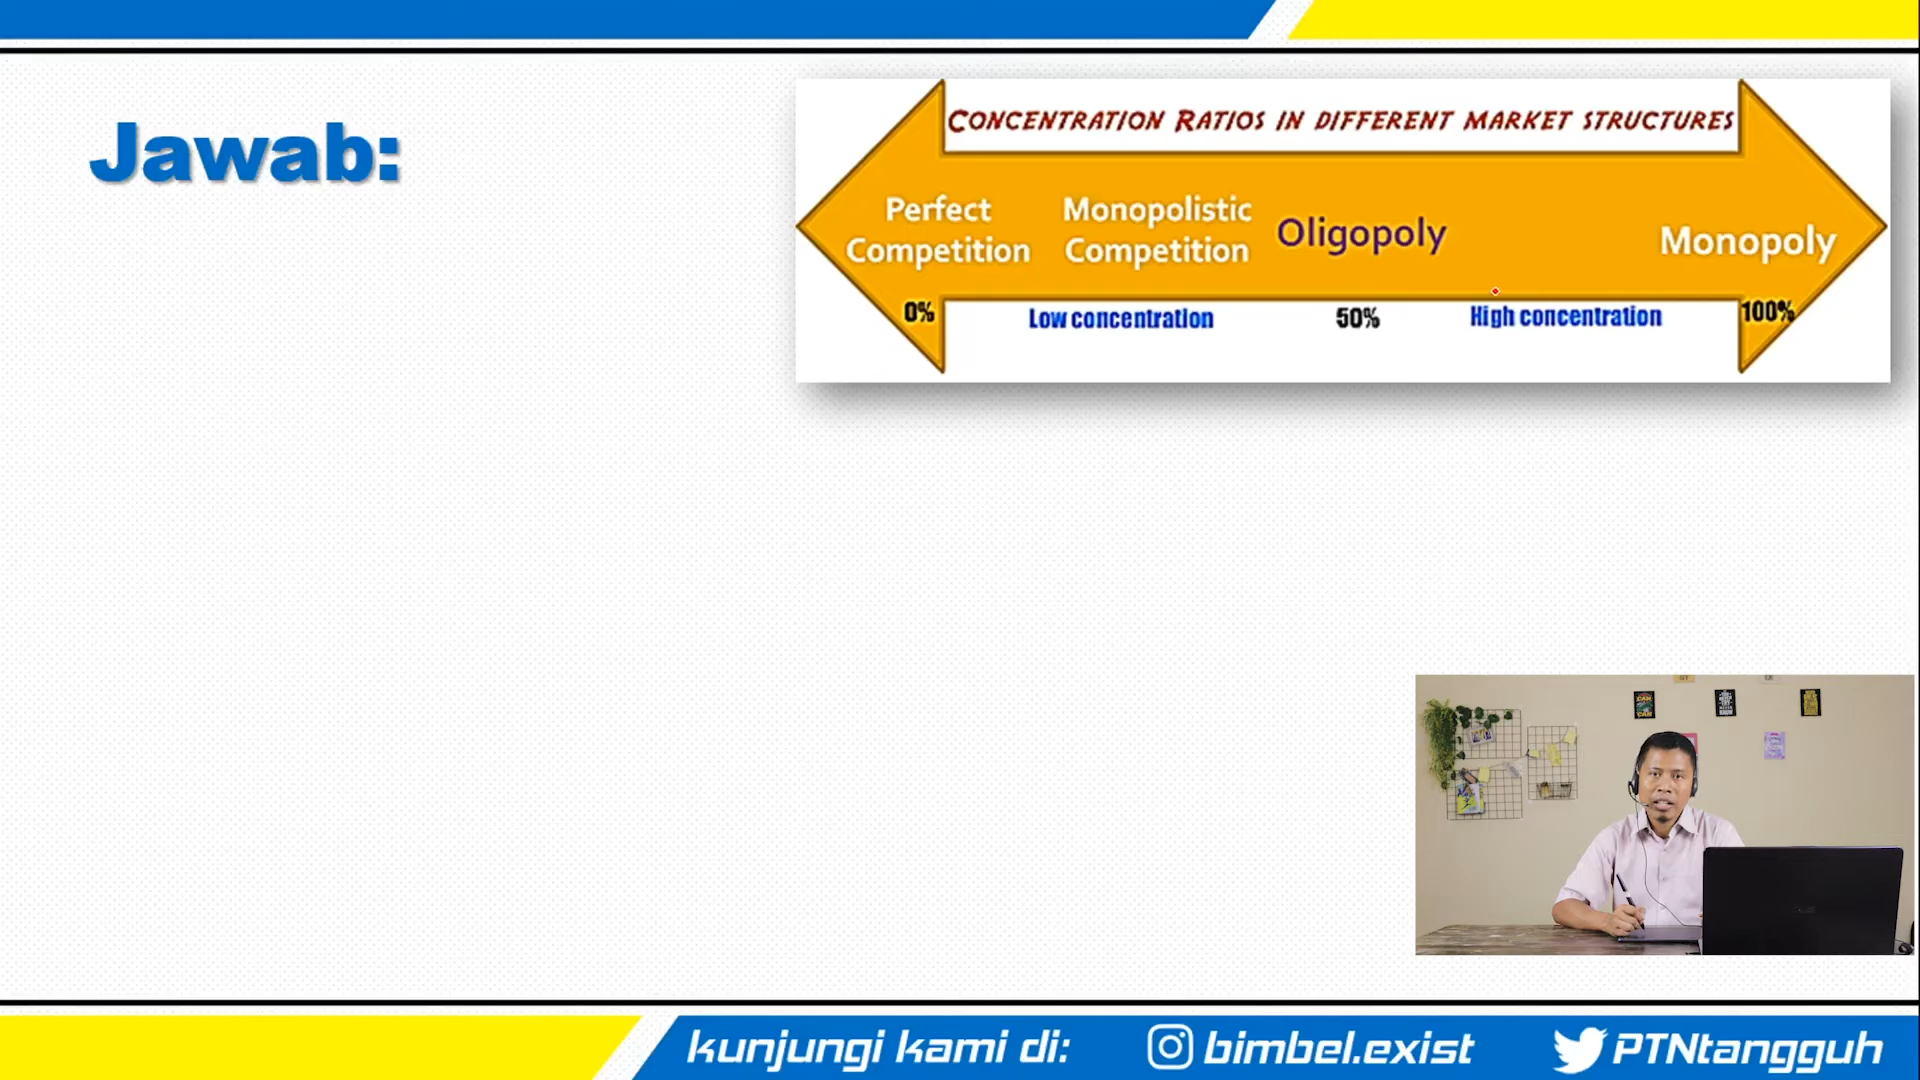 Jawab:
CONCENTRATION RATIOS IN DIFFERENT MARKET STRUCTURES
Perfect
Competition
Monopolistic
Competition
Oligopoly
Monopoly
0%
Low concentration
50%
High concentration
100%
kunjungi kami di:
bimbel.exist
PTNtangguh